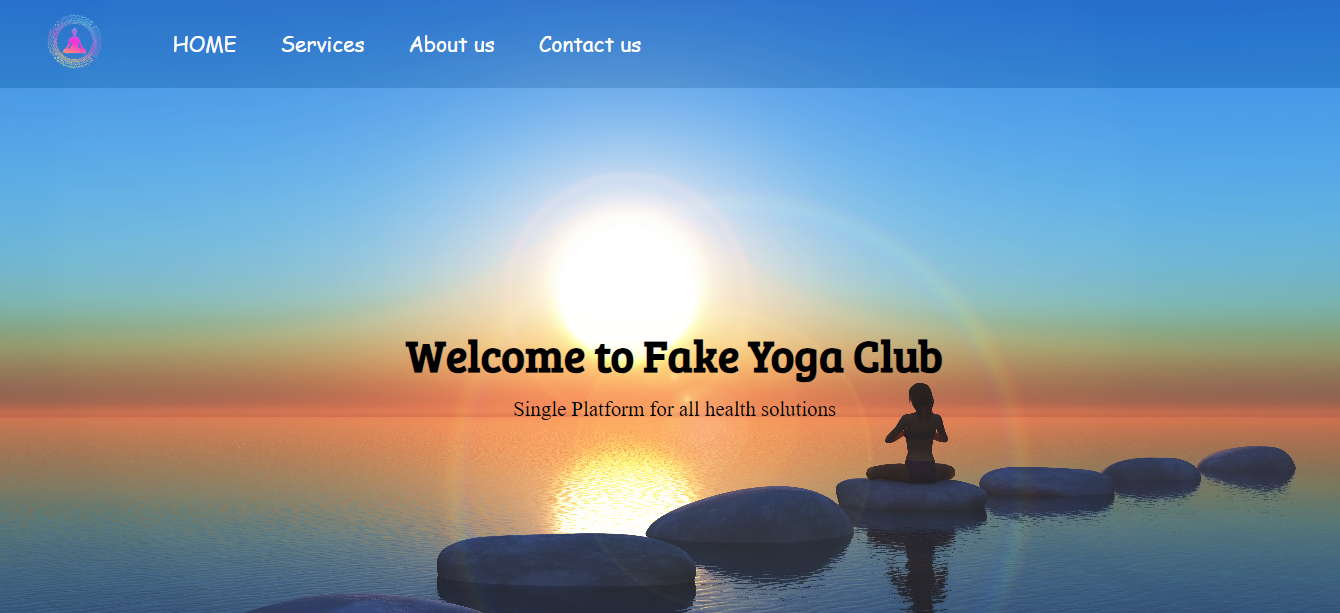 HOME Services About us Contact us
Welcome to Fake Yoga Club
Single Platform for all health solutions